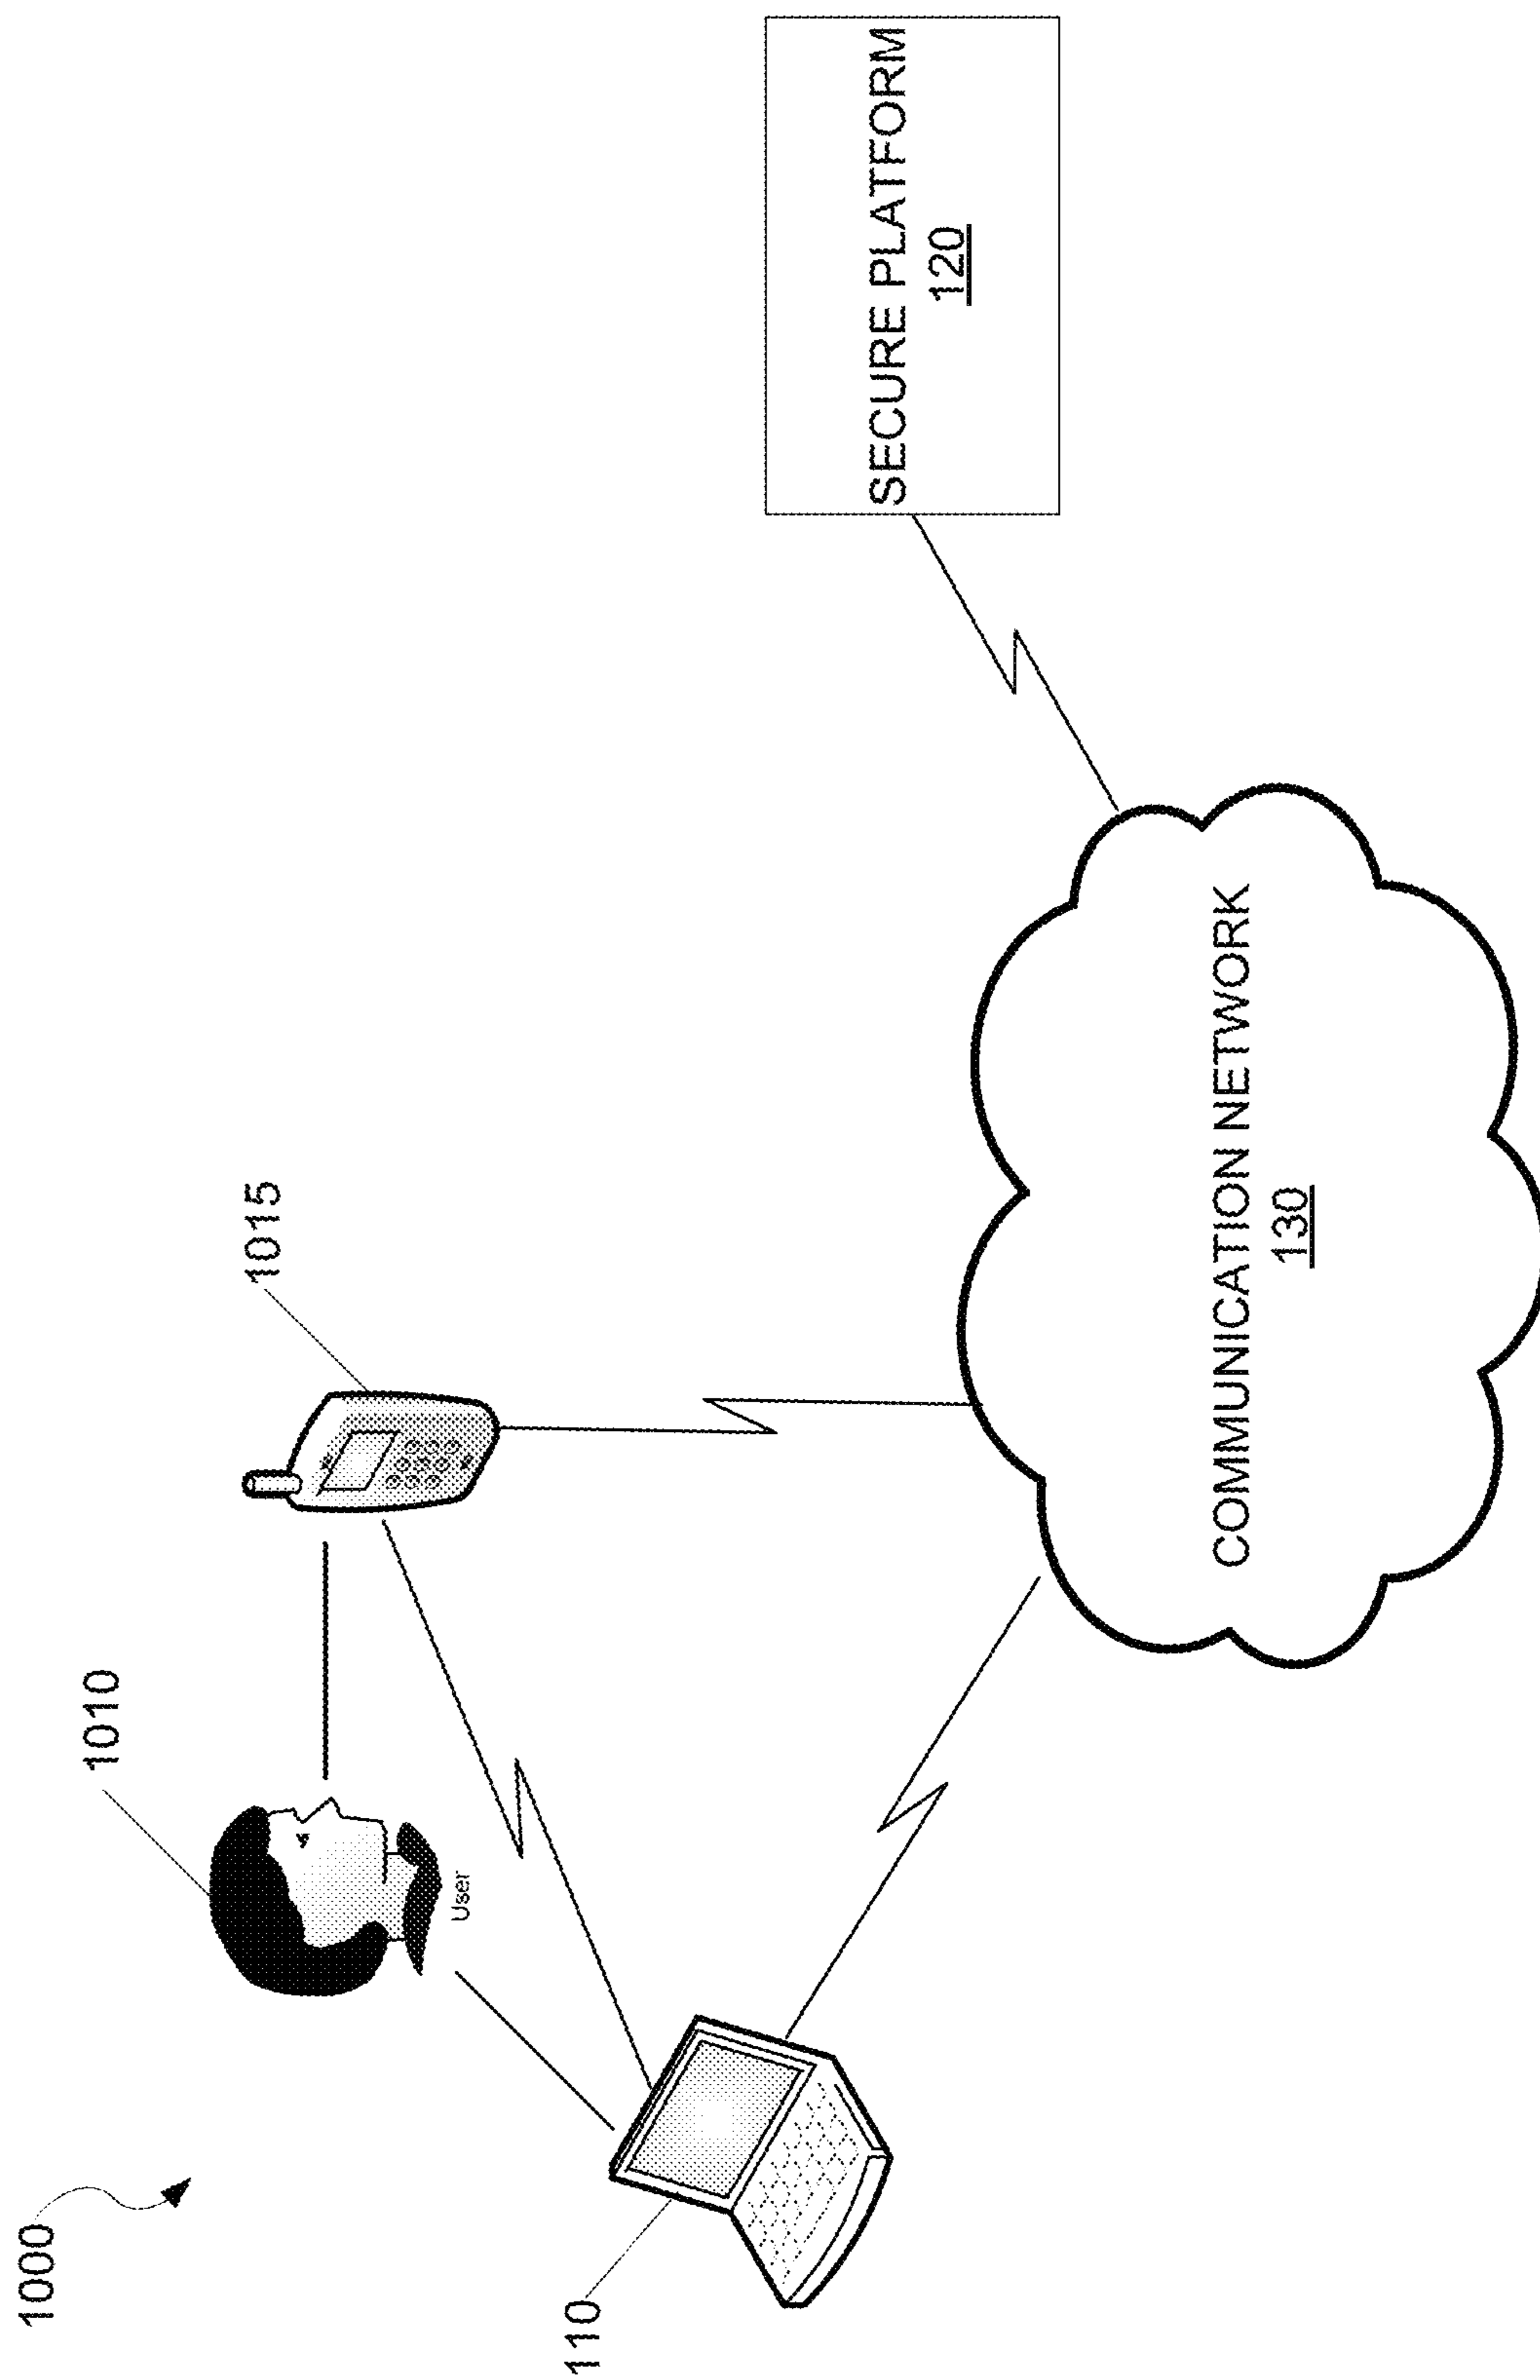 1000
1010
User
1015
110
SECURE PLATFORM
120
COMMUNICATION NETWORK
130